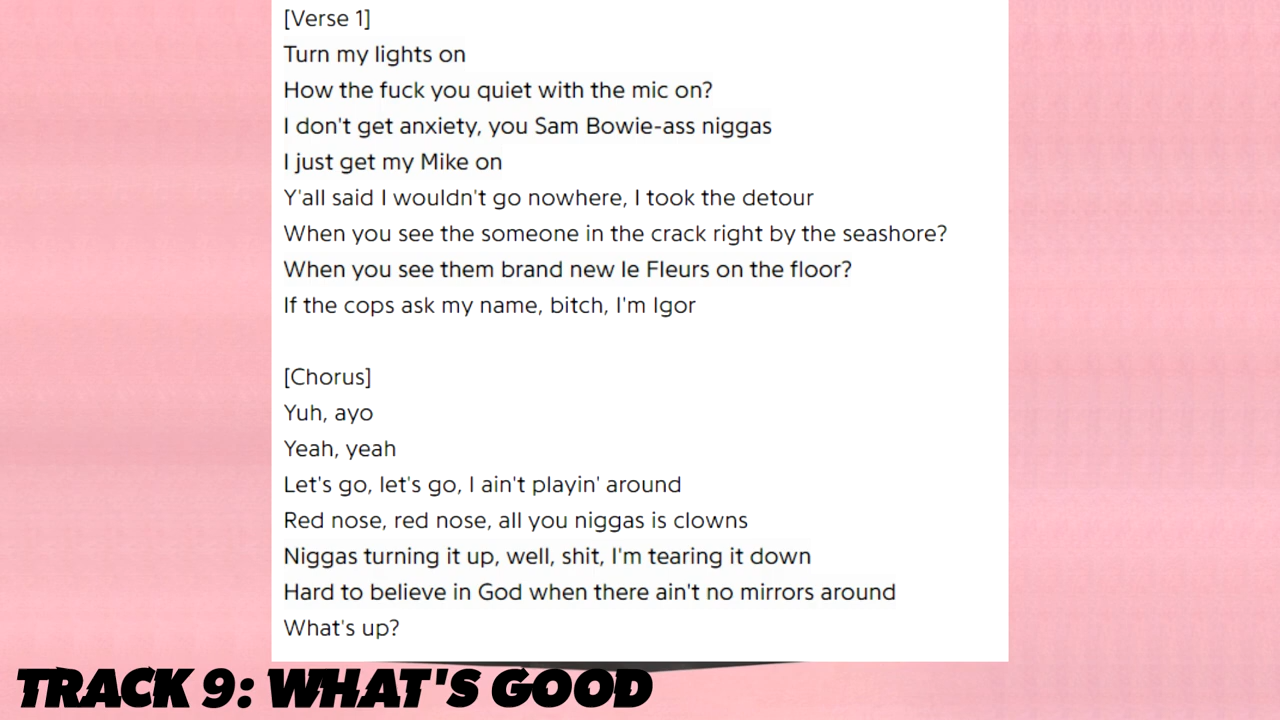 [Verse 1]
Turn my lights on
How the fuck you quiet with the mic on?
I don't get anxiety, you Sam Bowie-ass niggas
I just get my Mike on
Y'all said I wouldn't go nowhere, I took the detour
When you see the someone in the crack right by the seashore?
When you see them brand new le Fleurs on the floor?
If the cops ask my name, bitch, I'm Igor
[Chorus]
Yuh, ayo
Yeah, yeah
Let's go, let's go, I ain't playin' around
Red nose, red nose, all you niggas is clowns
Niggas turning it up, well, shit, I'm tearing it down
Hard to believe in God when there ain't no mirrors around
What's up?
TRACK 9: WHAT'S GOOD